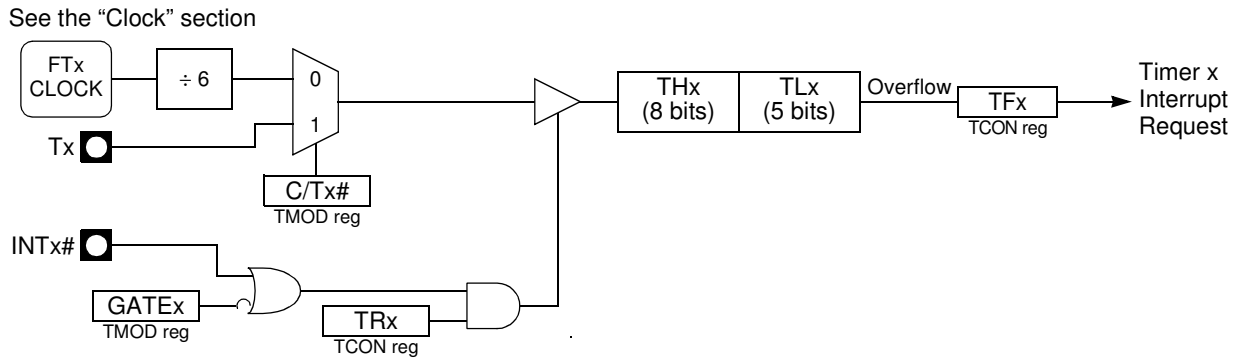 See the “Clock” section
FTx
CLOCK
÷ 6
0
1
Tx
C/Tx#
TMOD reg
THx
(8 bits)
TLx
(5 bits)
Overflow
TFx
TCON reg
Timer x
Interrupt
Request
INTx#
GATEx
TMOD reg
TRx
TCON reg